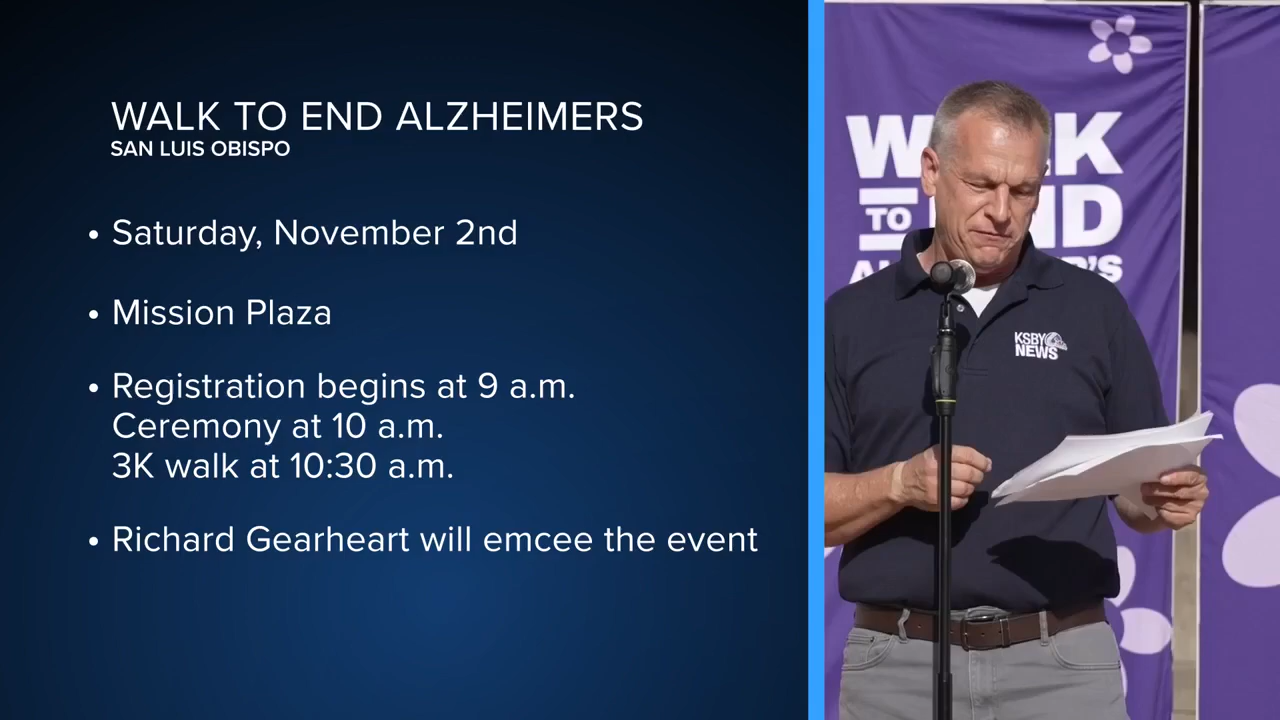 WALK TO END ALZHEIMERS
SAN LUIS OBISPO
• Saturday, November 2nd
• Mission Plaza
• Registration begins at 9 a.m.
Ceremony at 10 a.m.
3K walk at 10:30 a.m.
• Richard Gearheart will emcee the event
TO
KSBY
NEWS